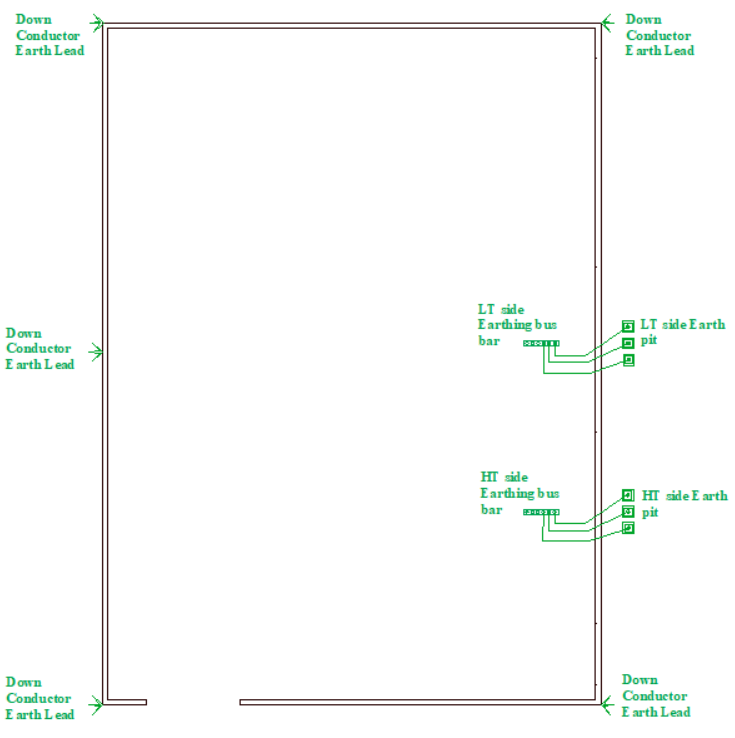 Down
Conductor
Earth Lead
Down
Conductor
Earth Lead
LT side
Earthing bus
bar
LT side Earth
pit
Down
Conductor
Earth Lead
HT side
Earthing bus
bar
HT side Earth
pit
Down
Conductor
Earth Lead
Down
Conductor
Earth Lead